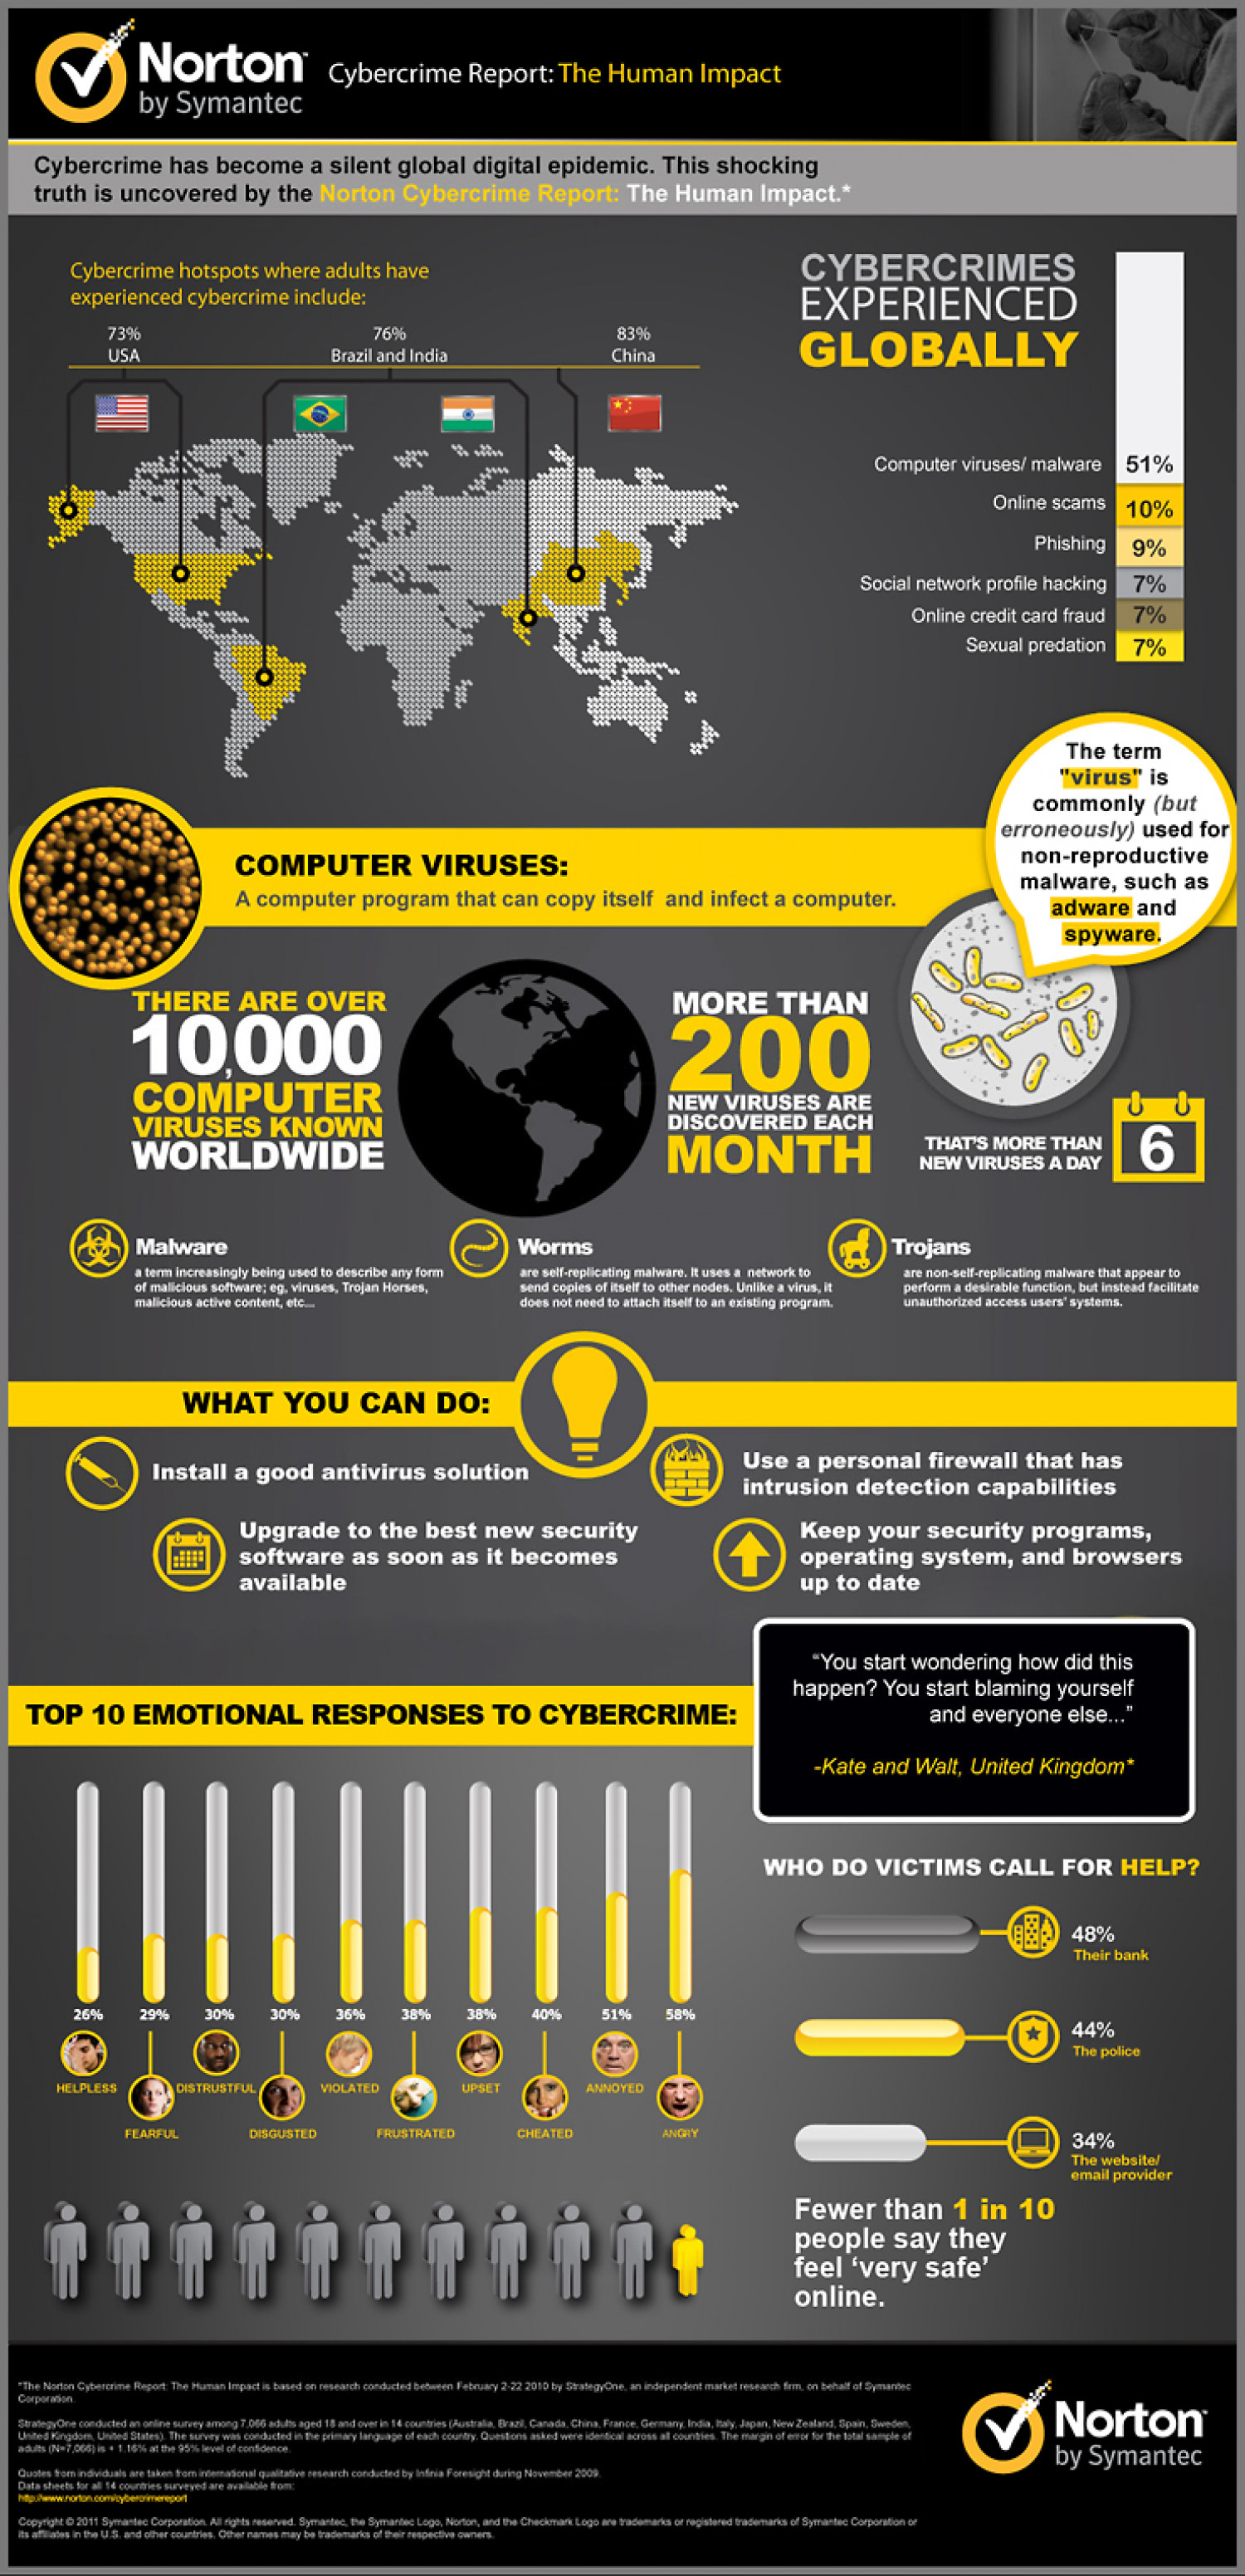 Norton™
by Symantec
Cybercrime Report: The Human Impact
Cybercrime has become a silent global digital epidemic. This shocking
truth is uncovered by the Norton Cybercrime Report: The Human Impact.*
Cybercrime hotspots where adults have
experienced cybercrime include:
73%
USA
76%
Brazil and India
83%
China
CYBERCRIMES
EXPERIENCED
GLOBALLY
Computer viruses/ malware 51%
Online scams 10%
Phishing 9%
Social network profile hacking 7%
Online credit card fraud 7%
Sexual predation 7%
The term
"virus" is
commonly (but
erroneously) used for
non-reproductive
malware, such as
adware and
spyware.
COMPUTER VIRUSES:
A computer program that can copy itself and infect a computer.
THERE ARE OVER
10,000
COMPUTER
VIRUSES KNOWN
WORLDWIDE
MORE THAN
200
NEW VIRUSES ARE
DISCOVERED EACH
MONTH
THAT'S MORE THAN
NEW VIRUSES A DAY
6
Malware
a term increasingly being used to describe any form
of malicious software; eg, viruses, Trojan Horses,
malicious active content, etc...
Worms
are self-replicating malware. It uses a network to
send copies of itself to other nodes. Unlike a virus, it
does not need to attach itself to an existing program.
Trojans
are non-self-replicating malware that appear to
perform a desirable function, but instead facilitate
unauthorized access users' systems.
WHAT YOU CAN DO:
Install a good antivirus solution
Use a personal firewall that has
intrusion detection capabilities
Upgrade to the best new security
software as soon as it becomes
available
Keep your security programs,
operating system, and browsers
up to date
"You start wondering how did this
happen? You start blaming yourself
and everyone else..."
-Kate and Walt, United Kingdom*
TOP 10 EMOTIONAL RESPONSES TO CYBERCRIME:
26% 29% 30% 30% 36% 38% 38% 40% 51% 58%
HELPLESS DISTRUSTFUL VIOLATED UPSET ANNOYED
FEARFUL DISGUSTED FRUSTRATED CHEATED ANGRY
WHO DO VICTIMS CALL FOR HELP?
48%
Their bank
44%
The police
34%
The website/
email provider
Fewer than 1 in 10
people say they
feel 'very safe'
online.
*The Norton Cybercrime Report: The Human Impact is based on research conducted between February 2-22 2010 by StrategyOne, an independent market research firm, on behalf of Symantec
Corporation.
StrategyOne conducted an online survey among 7,066 adults aged 18 and over in 14 countries (Australia, Brazil, Canada, China, France, Germany, India, Italy, Japan, New Zealand, Spain, Sweden,
United Kingdom, United States). The survey was conducted in the primary language of each country. Questions asked were identical across all countries. The margin of error for the total sample of
adults (N=7,066) is + 1.16% at the 95% level of confidence.
Quotes from individuals are taken from international qualitative research conducted by Infinia Foresight during November 2009.
Data sheets for all 14 countries surveyed are available from:
http://www.norton.com/cybercrimereport
Copyright © 2011 Symantec Corporation. All rights reserved. Symantec, the Symantec Logo, Norton, and the Checkmark Logo are trademarks or registered trademarks of Symantec Corporation or
its affiliates in the U.S. and other countries. Other names may be trademarks of their respective owners.
Norton™
by Symantec